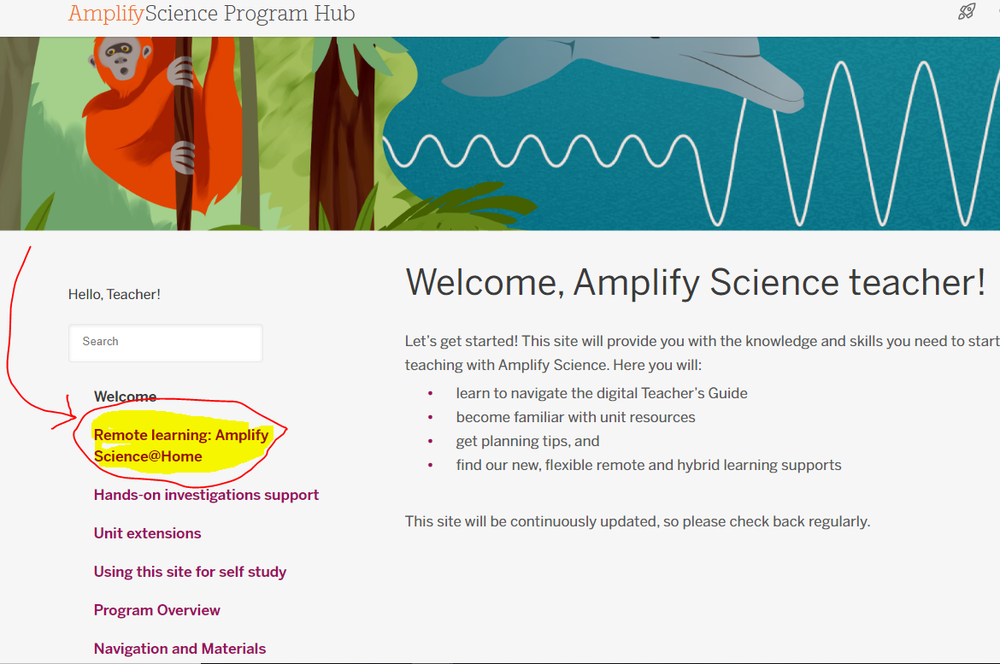 AmplifyScience Program Hub
Hello, Teacher!
Search
Welcome
Remote learning: Amplify
Science@Home
Hands-on investigations support
Unit extensions
Using this site for self study
Program Overview
Navigation and Materials
Welcome, Amplify Science teacher!
Let’s get started! This site will provide you with the knowledge and skills you need to start
teaching with Amplify Science. Here you will:
• learn to navigate the digital Teacher’s Guide
• become familiar with unit resources
• get planning tips, and
• find our new, flexible remote and hybrid learning supports
This site will be continuously updated, so please check back regularly.